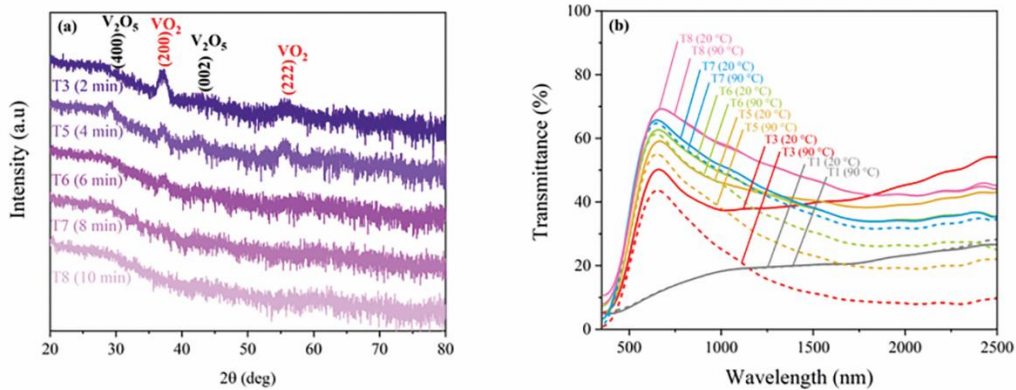 (a)
V₂O₅
(400)
VO₂
(200)
V₂O₅
(002)
VO₂
(222)
T3 (2 min)
T5 (4 min)
T6 (6 min)
T7 (8 min)
T8 (10 min)
Intensity (a.u)
20 30 40 50 60 70 80
2θ (deg)
(b)
T8 (20 °C)
T8 (90 °C)
T7 (20 °C)
T7 (90 °C)
T6 (20 °C)
T6 (90 °C)
T5 (20 °C)
T5 (90 °C)
T3 (20 °C)
T3 (90 °C)
T1 (20 °C)
T1 (90 °C)
Transmittance (%)
100
80
60
40
20
0
500 1000 1500 2000 2500
Wavelength (nm)